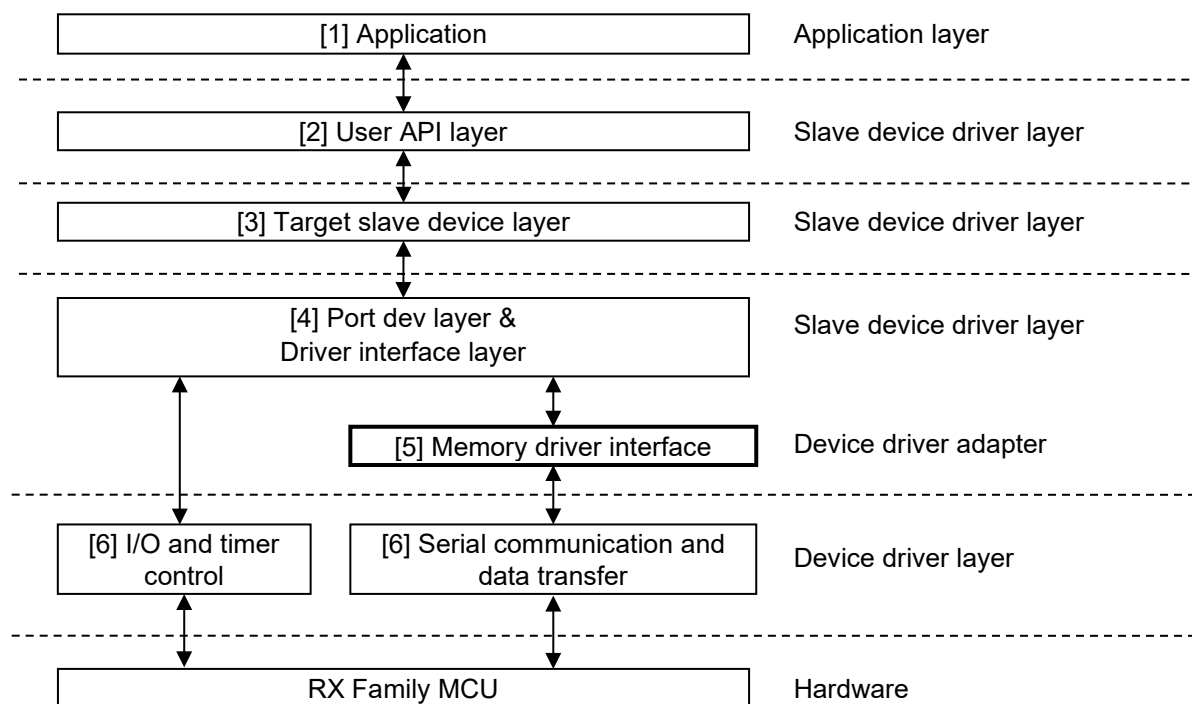 [1] Application
Application layer
[2] User API layer
Slave device driver layer
[3] Target slave device layer
Slave device driver layer
[4] Port dev layer &
Driver interface layer
Slave device driver layer
[5] Memory driver interface
Device driver adapter
[6] I/O and timer
control
[6] Serial communication and
data transfer
Device driver layer
RX Family MCU
Hardware